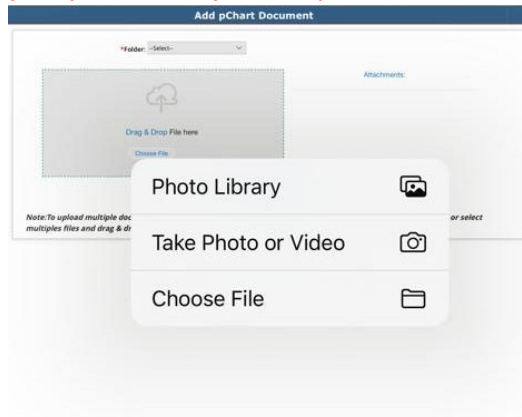 Add pChart Document
*Folder: --Select--
Attachments:
Drag & Drop File here
Choose File
Photo Library
Note:To upload multiple doc or select
multiples files and drag & dr
Take Photo or Video
Choose File